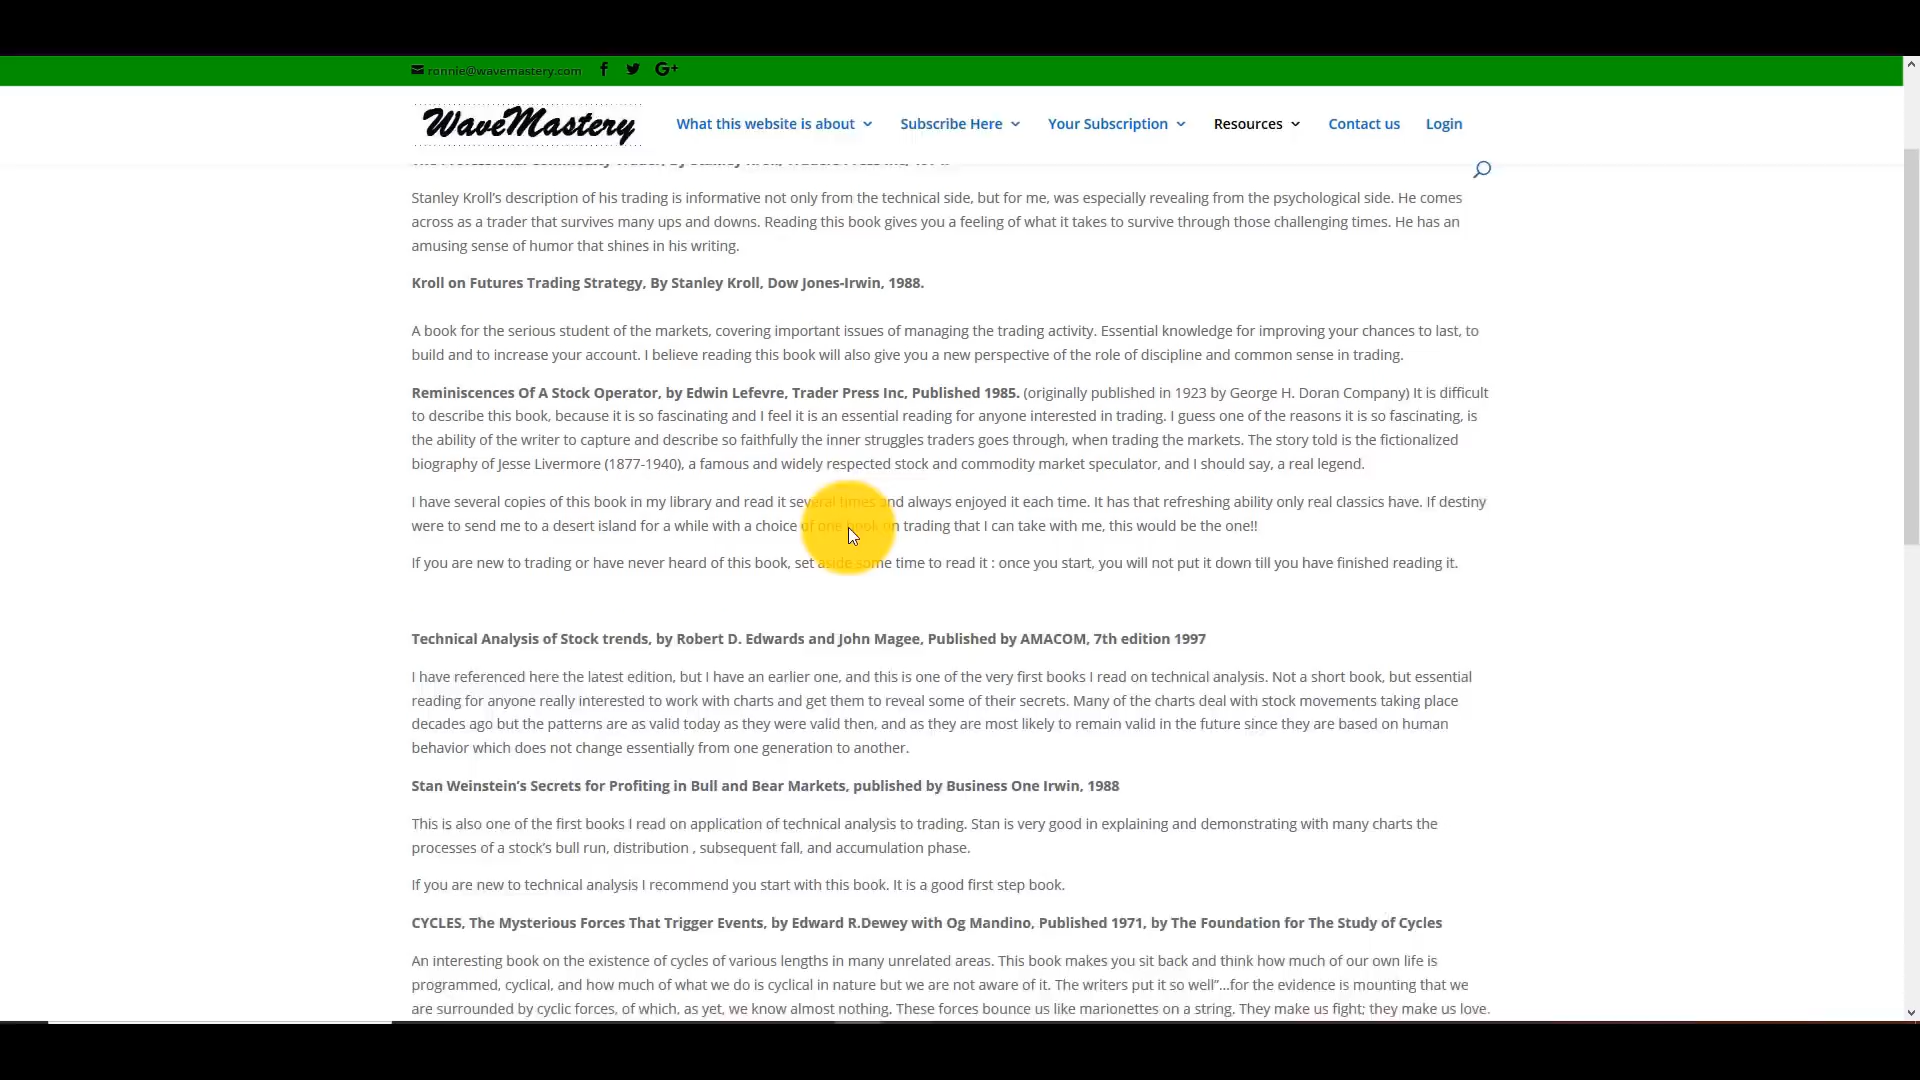 ronnie@wavemastery.com
WaveMastery
What this website is about
Subscribe Here
Your Subscription
Resources
Contact us
Login
Stanley Kroll's description of his trading is informative not only from the technical side, but for me, was especially revealing from the psychological side. He comes
across as a trader that survives many ups and downs. Reading this book gives you a feeling of what it takes to survive through those challenging times. He has an
amusing sense of humor that shines in his writing.
Kroll on Futures Trading Strategy, By Stanley Kroll, Dow Jones-Irwin, 1988.
A book for the serious student of the markets, covering important issues of managing the trading activity. Essential knowledge for improving your chances to last, to
build and to increase your account. I believe reading this book will also give you a new perspective of the role of discipline and common sense in trading.
Reminiscences Of A Stock Operator, by Edwin Lefevre, Trader Press Inc, Published 1985. (originally published in 1923 by George H. Doran Company) It is difficult
to describe this book, because it is so fascinating and I feel it is an essential reading for anyone interested in trading. I guess one of the reasons it is so fascinating, is
the ability of the writer to capture and describe so faithfully the inner struggles traders goes through, when trading the markets. The story told is the fictionalized
biography of Jesse Livermore (1877-1940), a famous and widely respected stock and commodity market speculator, and I should say, a real legend.
I have several copies of this book in my library and read it several times and always enjoyed it each time. It has that refreshing ability only real classics have. If destiny
were to send me to a desert island for a while with a choice of one book on trading that I can take with me, this would be the one!!
If you are new to trading or have never heard of this book, set aside some time to read it : once you start, you will not put it down till you have finished reading it.
Technical Analysis of Stock trends, by Robert D. Edwards and John Magee, Published by AMACOM, 7th edition 1997
I have referenced here the latest edition, but I have an earlier one, and this is one of the very first books I read on technical analysis. Not a short book, but essential
reading for anyone really interested to work with charts and get them to reveal some of their secrets. Many of the charts deal with stock movements taking place
decades ago but the patterns are as valid today as they were valid then, and as they are most likely to remain valid in the future since they are based on human
behavior which does not change essentially from one generation to another.
Stan Weinstein's Secrets for Profiting in Bull and Bear Markets, published by Business One Irwin, 1988
This is also one of the first books I read on application of technical analysis to trading. Stan is very good in explaining and demonstrating with many charts the
processes of a stock's bull run, distribution , subsequent fall, and accumulation phase.
If you are new to technical analysis I recommend you start with this book. It is a good first step book.
CYCLES, The Mysterious Forces That Trigger Events, by Edward R.Dewey with Og Mandino, Published 1971, by The Foundation for The Study of Cycles
An interesting book on the existence of cycles of various lengths in many unrelated areas. This book makes you sit back and think how much of our own life is
programmed, cyclical, and how much of what we do is cyclical in nature but we are not aware of it. The writers put it so well"...for the evidence is mounting that we
are surrounded by cyclic forces, of which, as yet, we know almost nothing. These forces bounce us like marionettes on a string. They make us fight; they make us love.